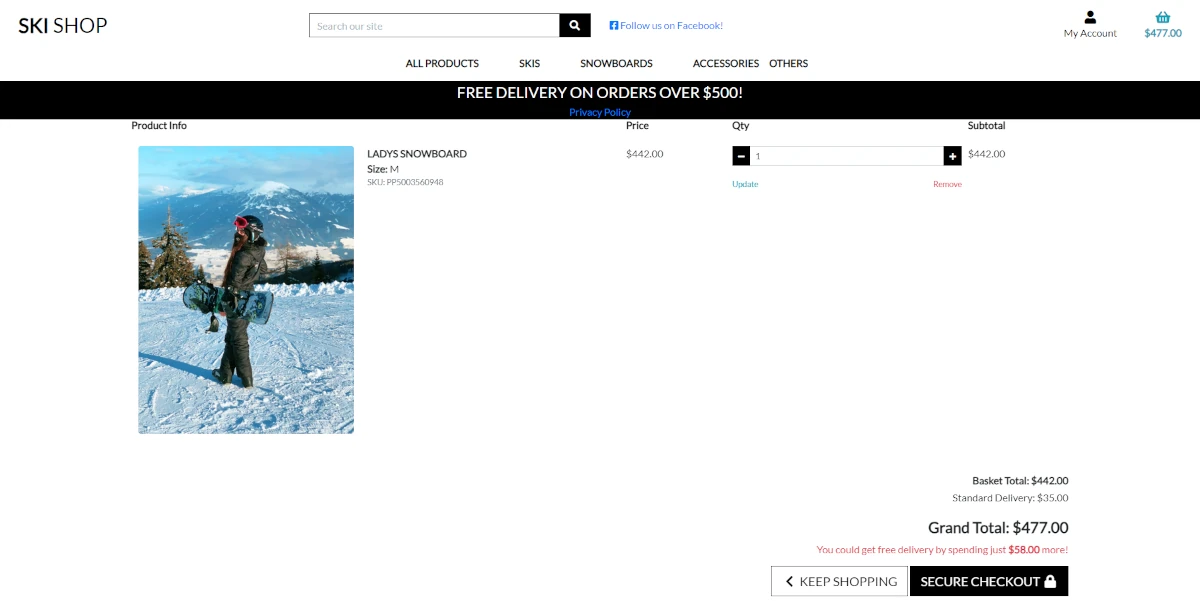 SKI SHOP
Search our site
Follow us on Facebook!
My Account
$477.00
ALL PRODUCTS SKIS SNOWBOARDS ACCESSORIES OTHERS
FREE DELIVERY ON ORDERS OVER $500!
Privacy Policy
Product Info Price Qty Subtotal
LADYS SNOWBOARD $442.00 1 $442.00
Size: M
SKU: PP5003560948
Update Remove
Basket Total: $442.00
Standard Delivery: $35.00
Grand Total: $477.00
You could get free delivery by spending just $58.00 more!
KEEP SHOPPING SECURE CHECKOUT